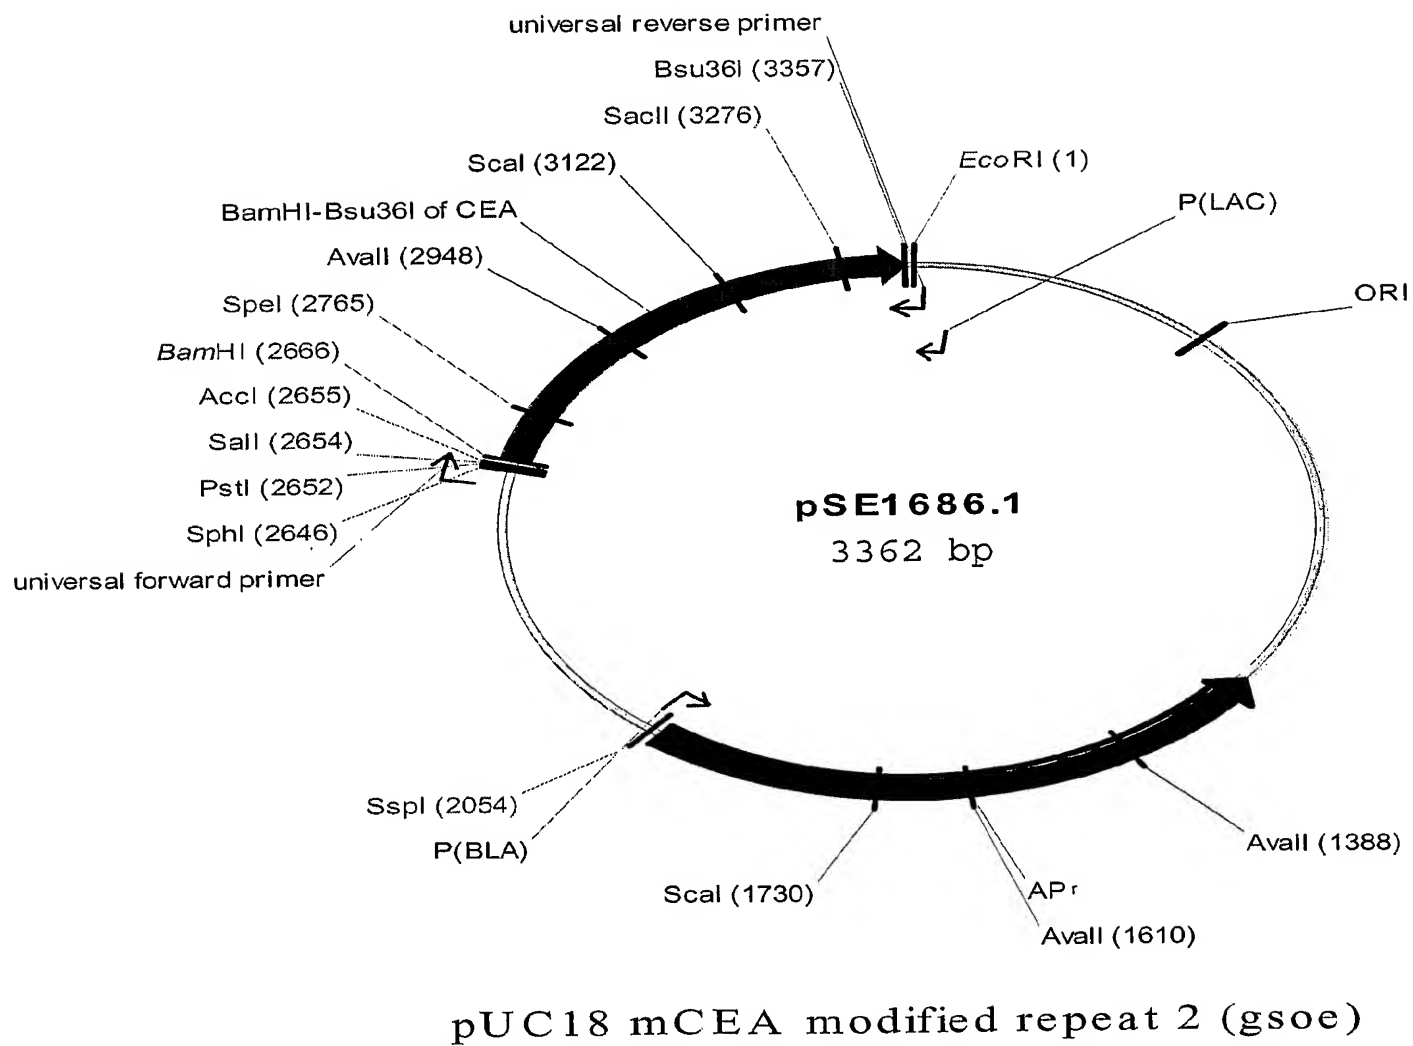 universal reverse primer
Bsu36I (3357)
SacII (3276)
ScaI (3122)
BamHI-Bsu36I of CEA
AvaII (2948)
SpeI (2765)
BamHI (2666)
AccI (2655)
SalI (2654)
PstI (2652)
SphI (2646)
universal forward primer
EcoRI (1)
P(LAC)
ORI
pSE1686.1
3362 bp
SspI (2054)
P(BLA)
ScaI (1730)
APr
AvaII (1610)
AvaII (1388)
pUC18 mCEA modified repeat 2 (gsoe)